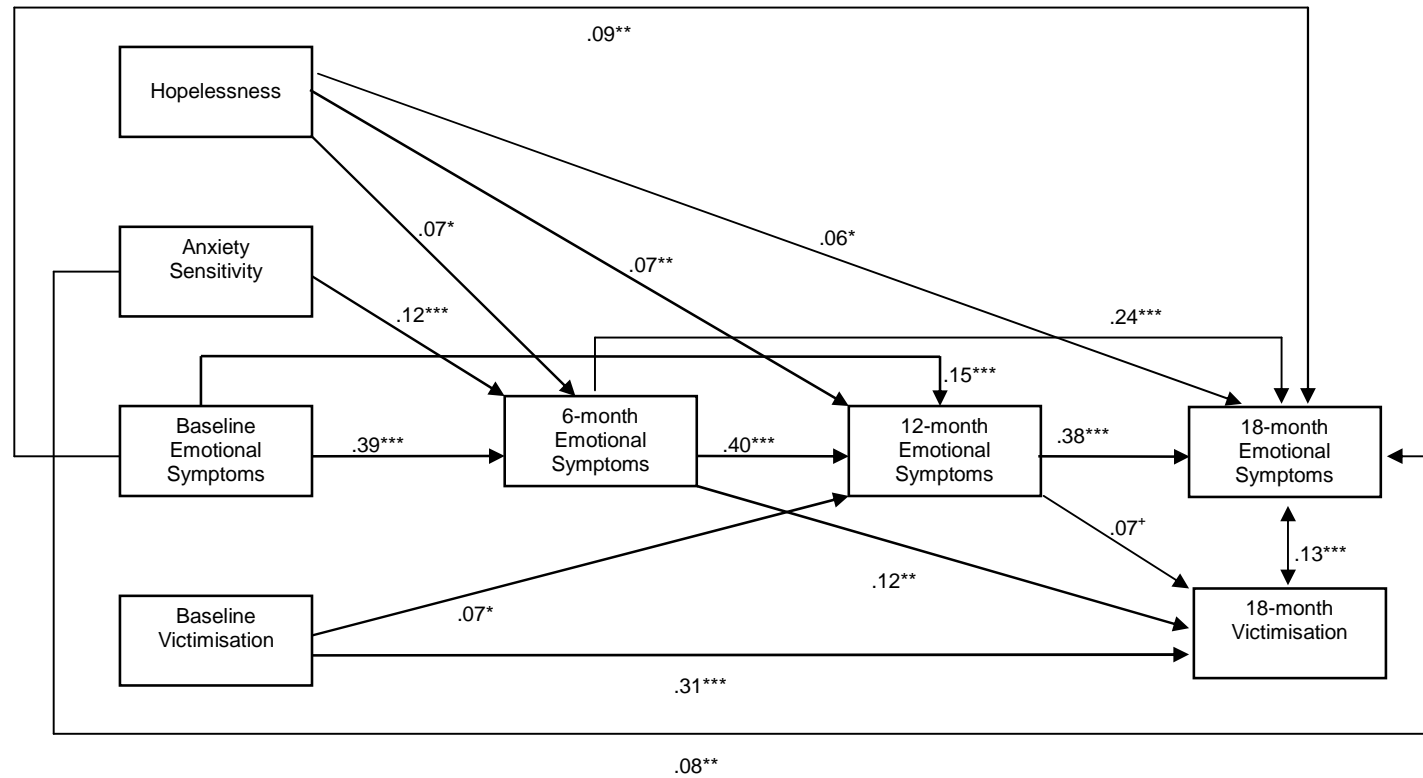 .09**
Hopelessness
.07*
.06*
Anxiety
Sensitivity
.07**
.12***
.24***
.15***
Baseline
Emotional
Symptoms
.39***
6-month
Emotional
Symptoms
.40***
12-month
Emotional
Symptoms
.38***
18-month
Emotional
Symptoms
.07+
.13***
.12**
Baseline
Victimisation
.07*
18-month
Victimisation
.31***
.08**